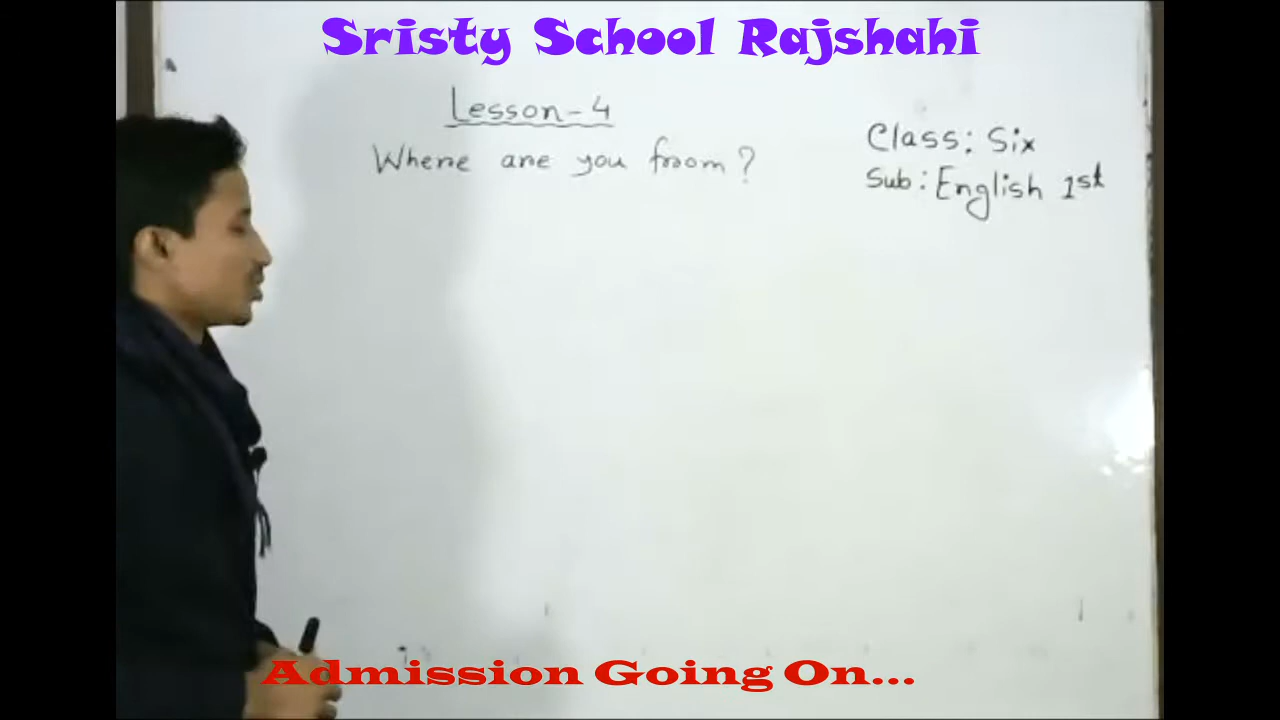 Sristy School Rajshahi
Lesson-4
Where are you from?
Class: Six
Sub: English 1st
Admission Going On...